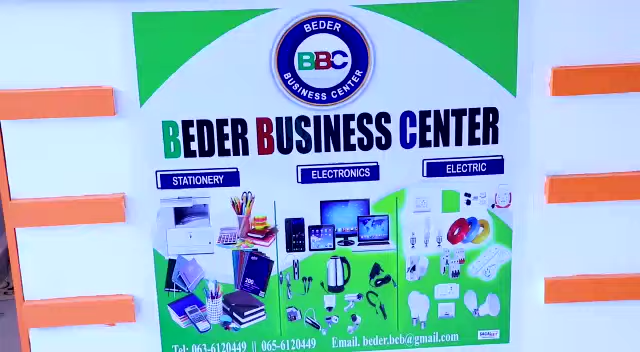 BEDER
BBC
BUSINESS CENTER
BEDER BUSINESS CENTER
STATIONERY
ELECTRONICS
ELECTRIC
Tel: 063-6120449 || 065-6120449 Email. beder.bcb@gmail.com